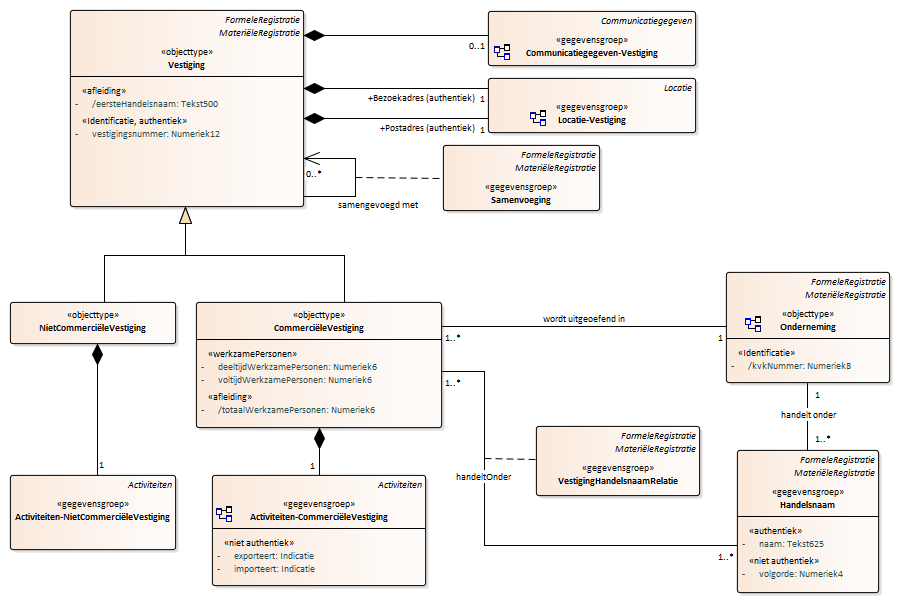 FormeleRegistratie
MateriëleRegistratie
«objecttype»
Vestiging
«afleiding»
- /eersteHandelsnaam: Tekst500
«Identificatie, authentiek»
- vestigingsnummer: Numeriek12
Communicatiegegeven
«gegevensgroep»
Communicatiegegeven-Vestiging
0..1
Locatie
«gegevensgroep»
Locatie-Vestiging
+Bezoekadres (authentiek) 1
+Postadres (authentiek) 1
FormeleRegistratie
MateriëleRegistratie
«gegevensgroep»
Samenvoeging
0..*
samengevoegd met
«objecttype»
NietCommerciëleVestiging
«objecttype»
CommerciëleVestiging
«werkzamePersonen»
- deeltijdWerkzamePersonen: Numeriek6
- voltijdWerkzamePersonen: Numeriek6
«afleiding»
- /totaalWerkzamePersonen: Numeriek6
wordt uitgeoefend in
1..*
1
FormeleRegistratie
MateriëleRegistratie
«objecttype»
Onderneming
«Identificatie»
- /kvkNummer: Numeriek8
1..*
1
handelt onder
1..*
FormeleRegistratie
MateriëleRegistratie
«gegevensgroep»
VestigingHandelsnaamRelatie
handeltOnder
1..*
FormeleRegistratie
MateriëleRegistratie
«gegevensgroep»
Handelsnaam
«authentiek»
- naam: Tekst625
«niet authentiek»
- volgorde: Numeriek4
1
Activiteiten
«gegevensgroep»
Activiteiten-NietCommerciëleVestiging
1
Activiteiten
«gegevensgroep»
Activiteiten-CommerciëleVestiging
«niet authentiek»
- exporteert: Indicatie
- importeert: Indicatie